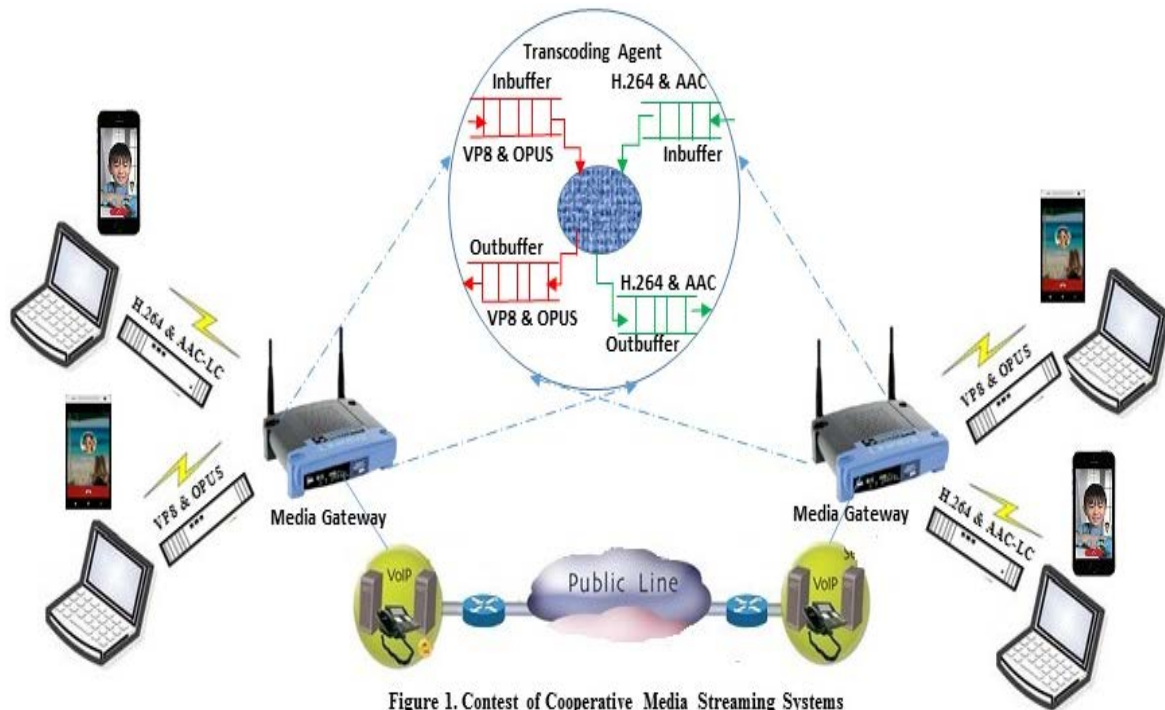 Transcoding Agent
Inbuffer
H.264 & AAC
VP8 & OPUS
Inbuffer
Outbuffer
H.264 & AAC
VP8 & OPUS
Outbuffer
H.264 & AAC-LC
VP8 & OPUS
Media Gateway
VP8 & OPUS
H.264 & AAC-LC
Media Gateway
VoIP
Public Line
VoIP
Figure 1. Contest of Cooperative Media Streaming Systems